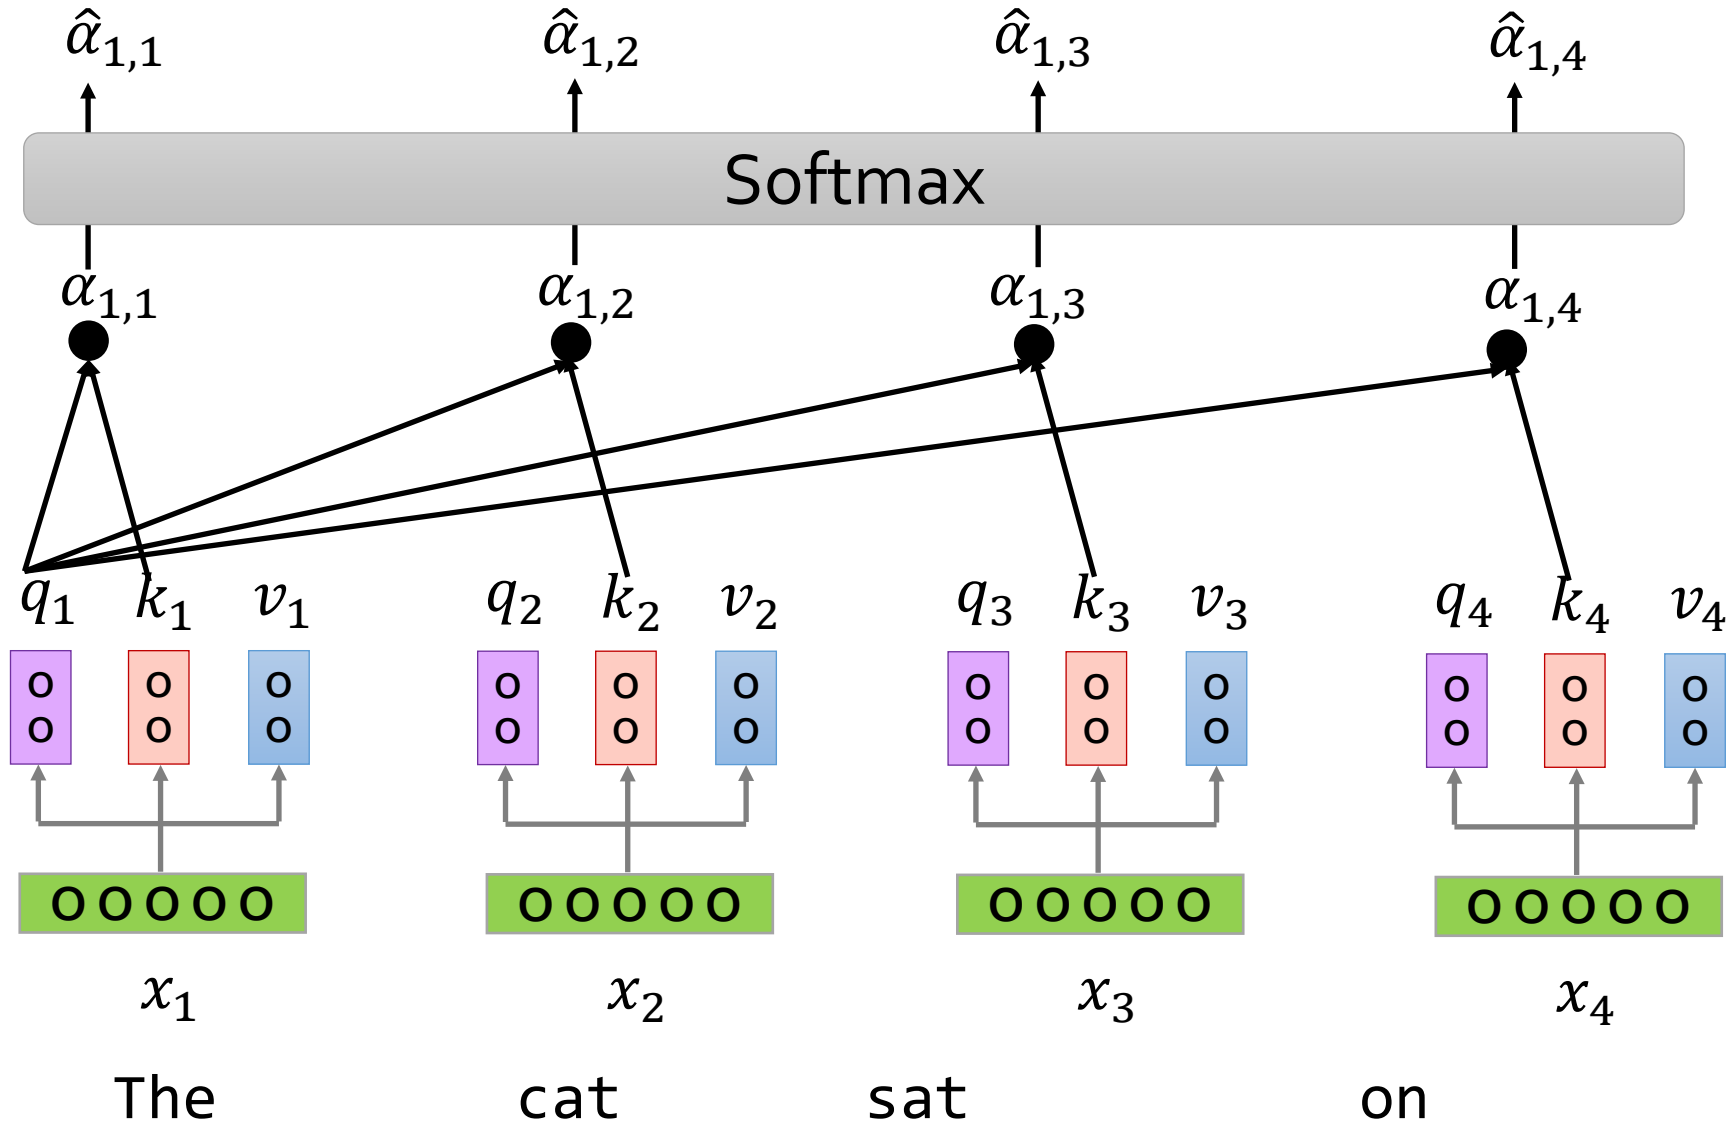 α̂1,1 α̂1,2 α̂1,3 α̂1,4
Softmax
α1,1 α1,2 α1,3 α1,4
q1 k1 v1 q2 k2 v2 q3 k3 v3 q4 k4 v4
o o o o o o o o o o o o
o o o o o o o o o o o o
o o o o o o o o o o o o o o o o o o o o
x1 x2 x3 x4
The cat sat on